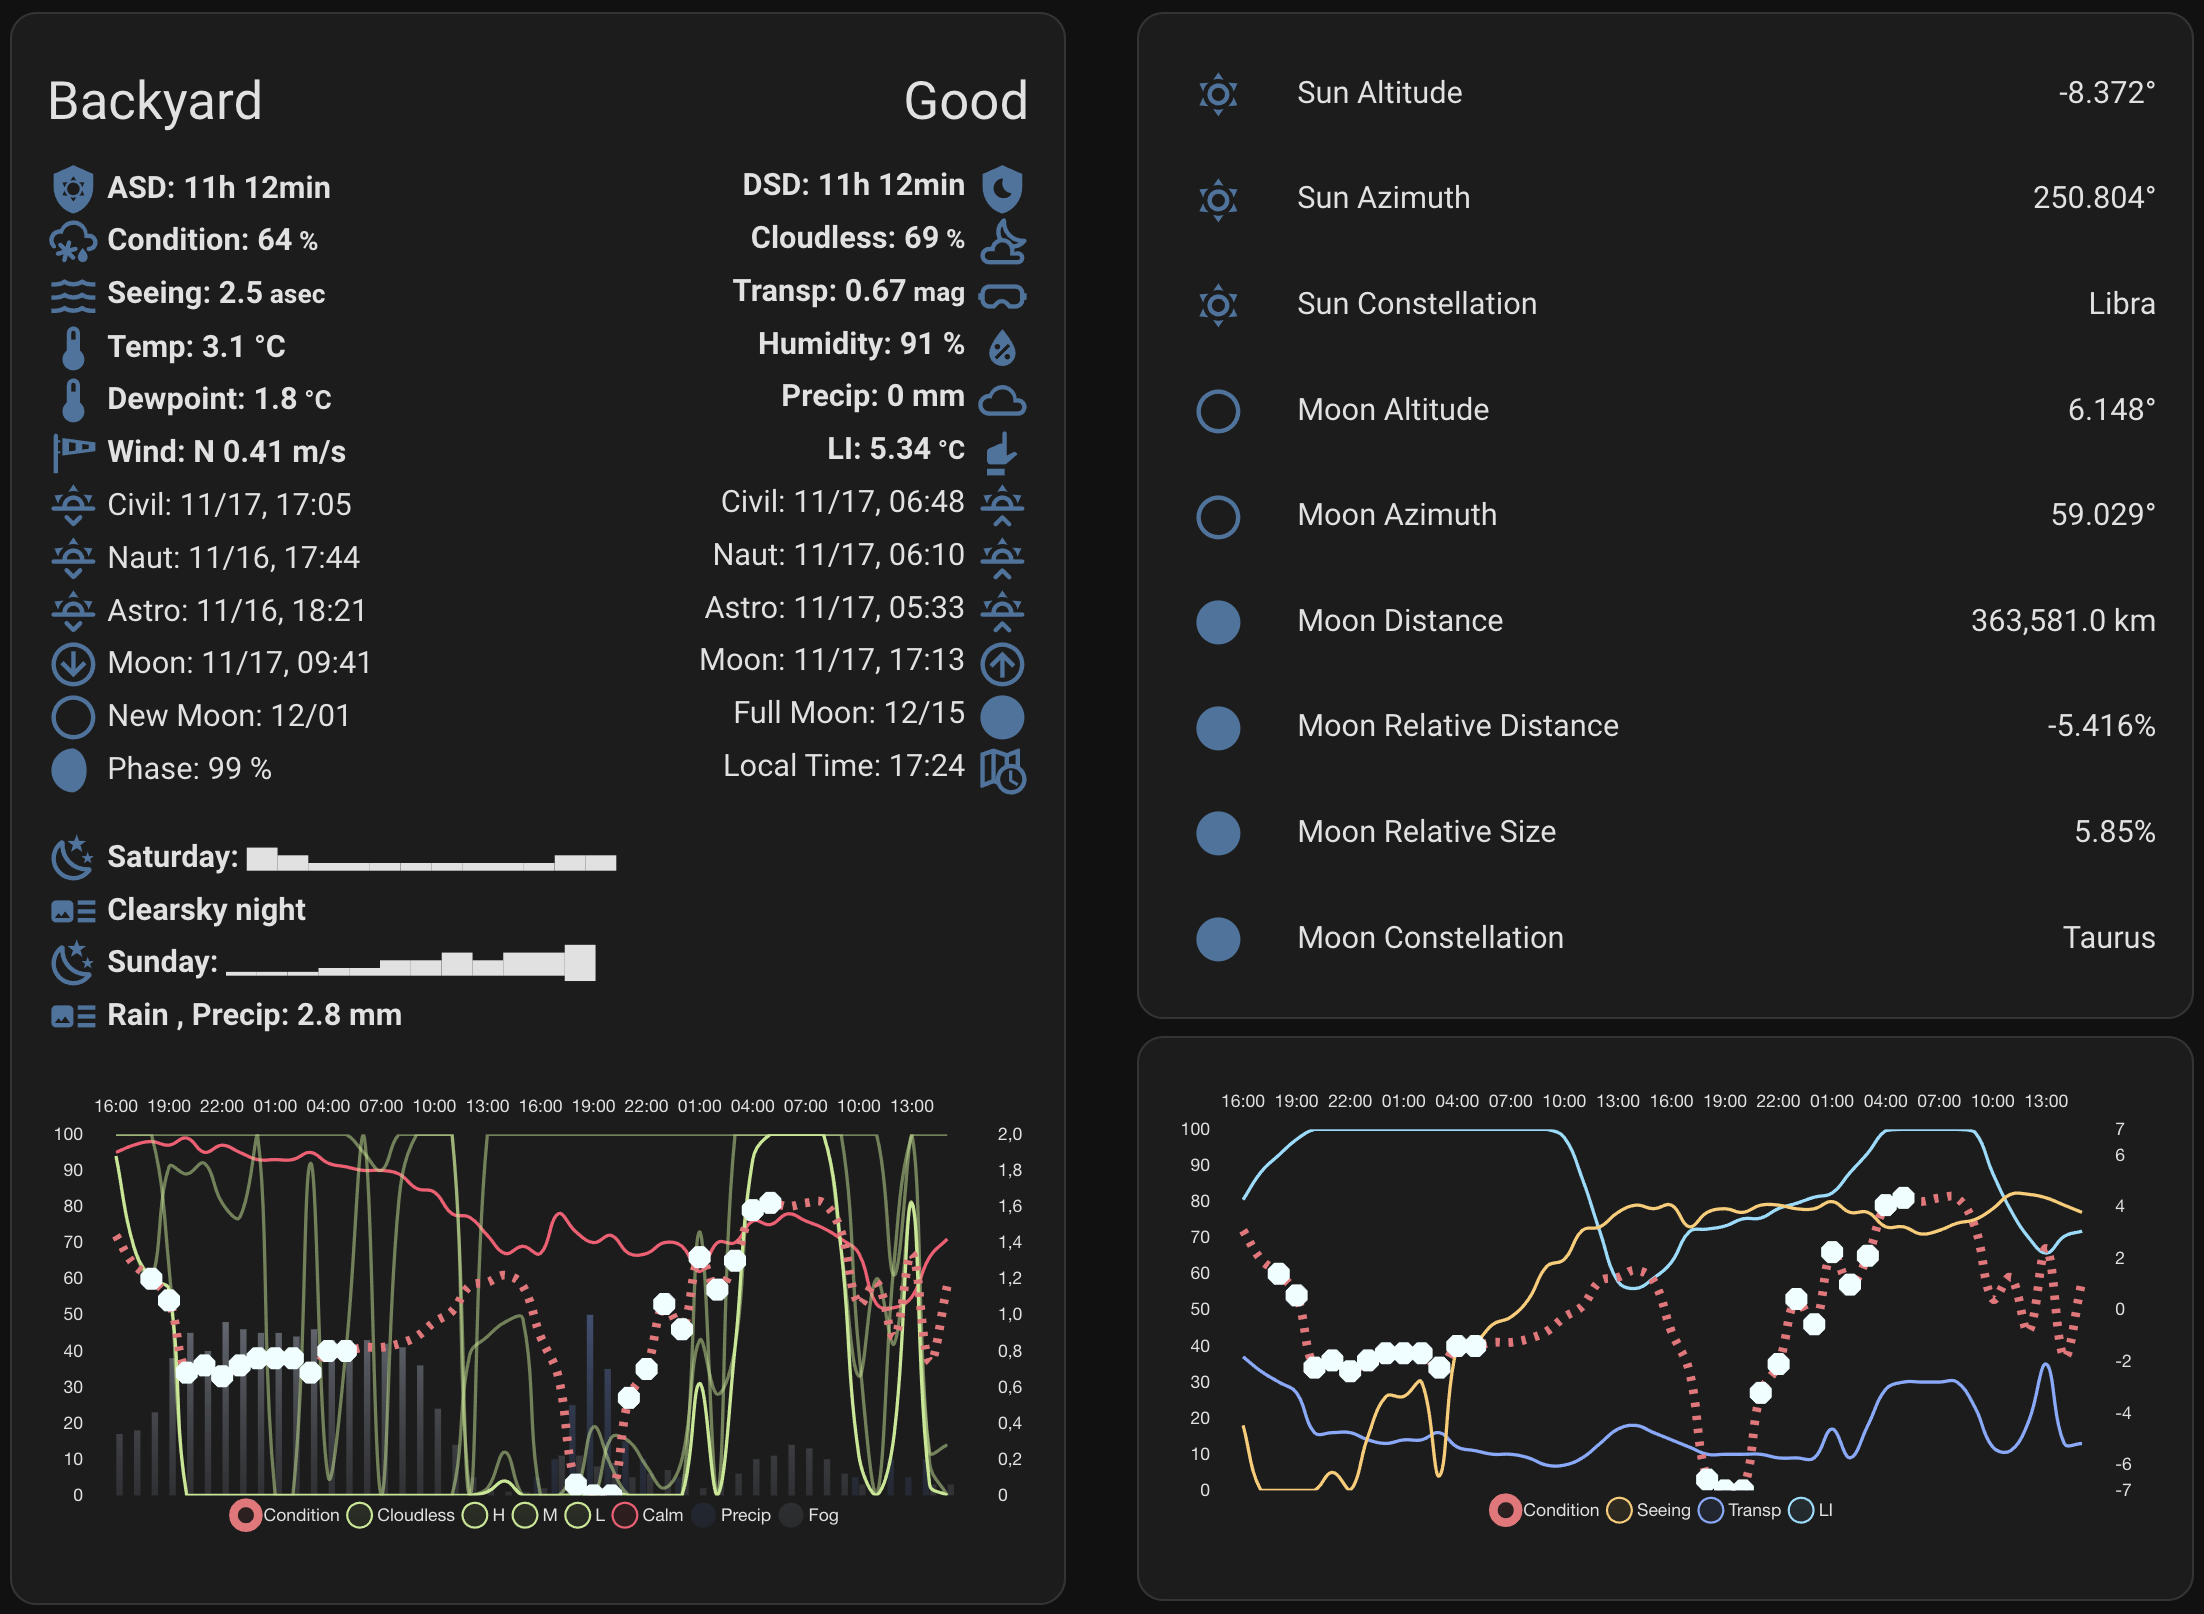 Backyard Good
ASD: 11h 12min DSD: 11h 12min
Condition: 64 % Cloudless: 69 %
Seeing: 2.5 asec Transp: 0.67 mag
Temp: 3.1 °C Humidity: 91 %
Dewpoint: 1.8 °C Precip: 0 mm
Wind: N 0.41 m/s LI: 5.34 °C
Civil: 11/17, 17:05 Civil: 11/17, 06:48
Naut: 11/16, 17:44 Naut: 11/17, 06:10
Astro: 11/16, 18:21 Astro: 11/17, 05:33
Moon: 11/17, 09:41 Moon: 11/17, 17:13
New Moon: 12/01 Full Moon: 12/15
Phase: 99 % Local Time: 17:24
Saturday:
Clearsky night
Sunday:
Rain , Precip: 2.8 mm
16:00 19:00 22:00 01:00 04:00 07:00 10:00 13:00 16:00 19:00 22:00 01:00 04:00 07:00 10:00 13:00
100 2,0
90 1,8
80 1,6
70 1,4
60 1,2
50 1,0
40 0,8
30 0,6
20 0,4
10 0,2
0 0
Condition Cloudless H M L Calm Precip Fog
Sun Altitude -8.372°
Sun Azimuth 250.804°
Sun Constellation Libra
Moon Altitude 6.148°
Moon Azimuth 59.029°
Moon Distance 363,581.0 km
Moon Relative Distance -5.416%
Moon Relative Size 5.85%
Moon Constellation Taurus
16:00 19:00 22:00 01:00 04:00 07:00 10:00 13:00 16:00 19:00 22:00 01:00 04:00 07:00 10:00 13:00
100 7
90 6
80 4
70
60 2
50 0
40 -2
30
20 -4
10 -6
0 -7
Condition Seeing Transp LI